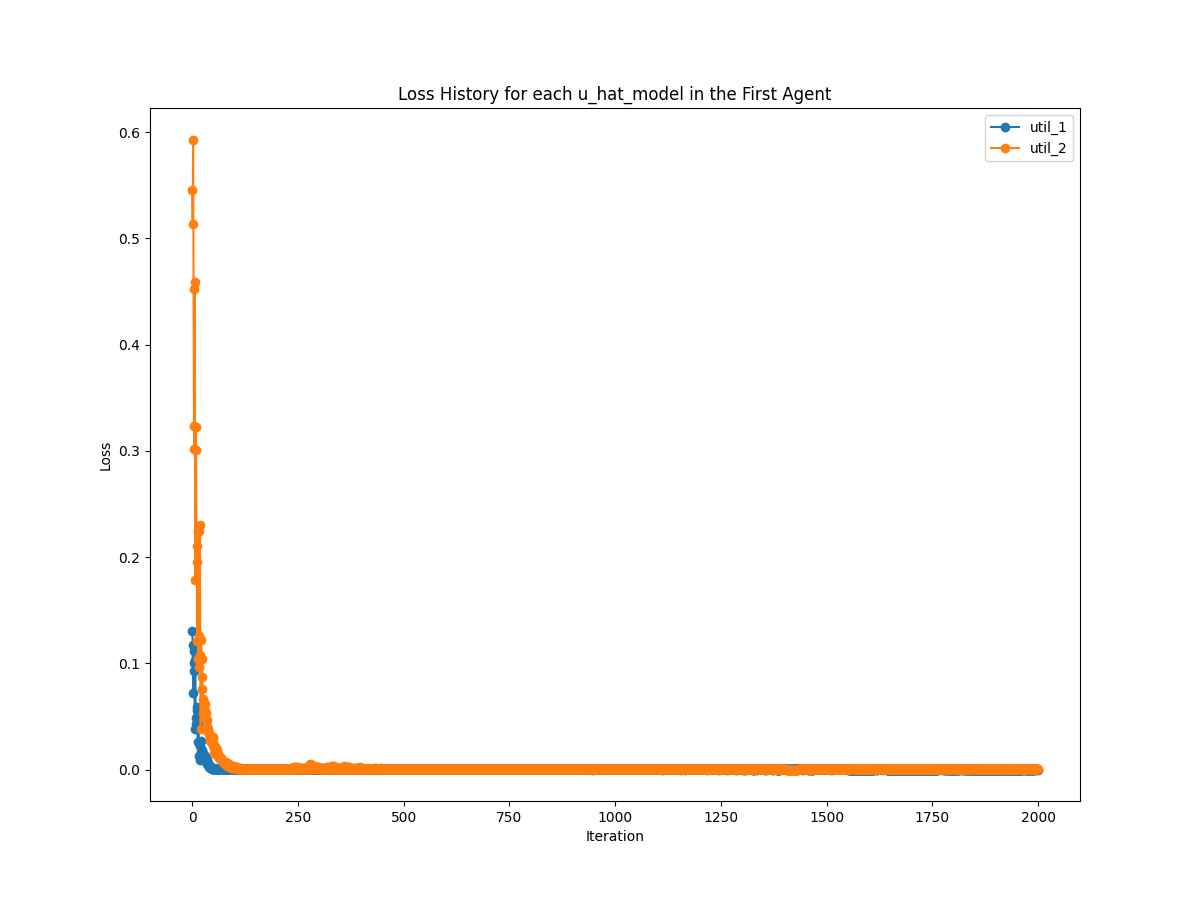 Loss History for each u_hat_model in the First Agent
util_1
util_2
0.6
0.5
0.4
0.3
0.2
0.1
0.0
Loss
0 250 500 750 1000 1250 1500 1750 2000
Iteration